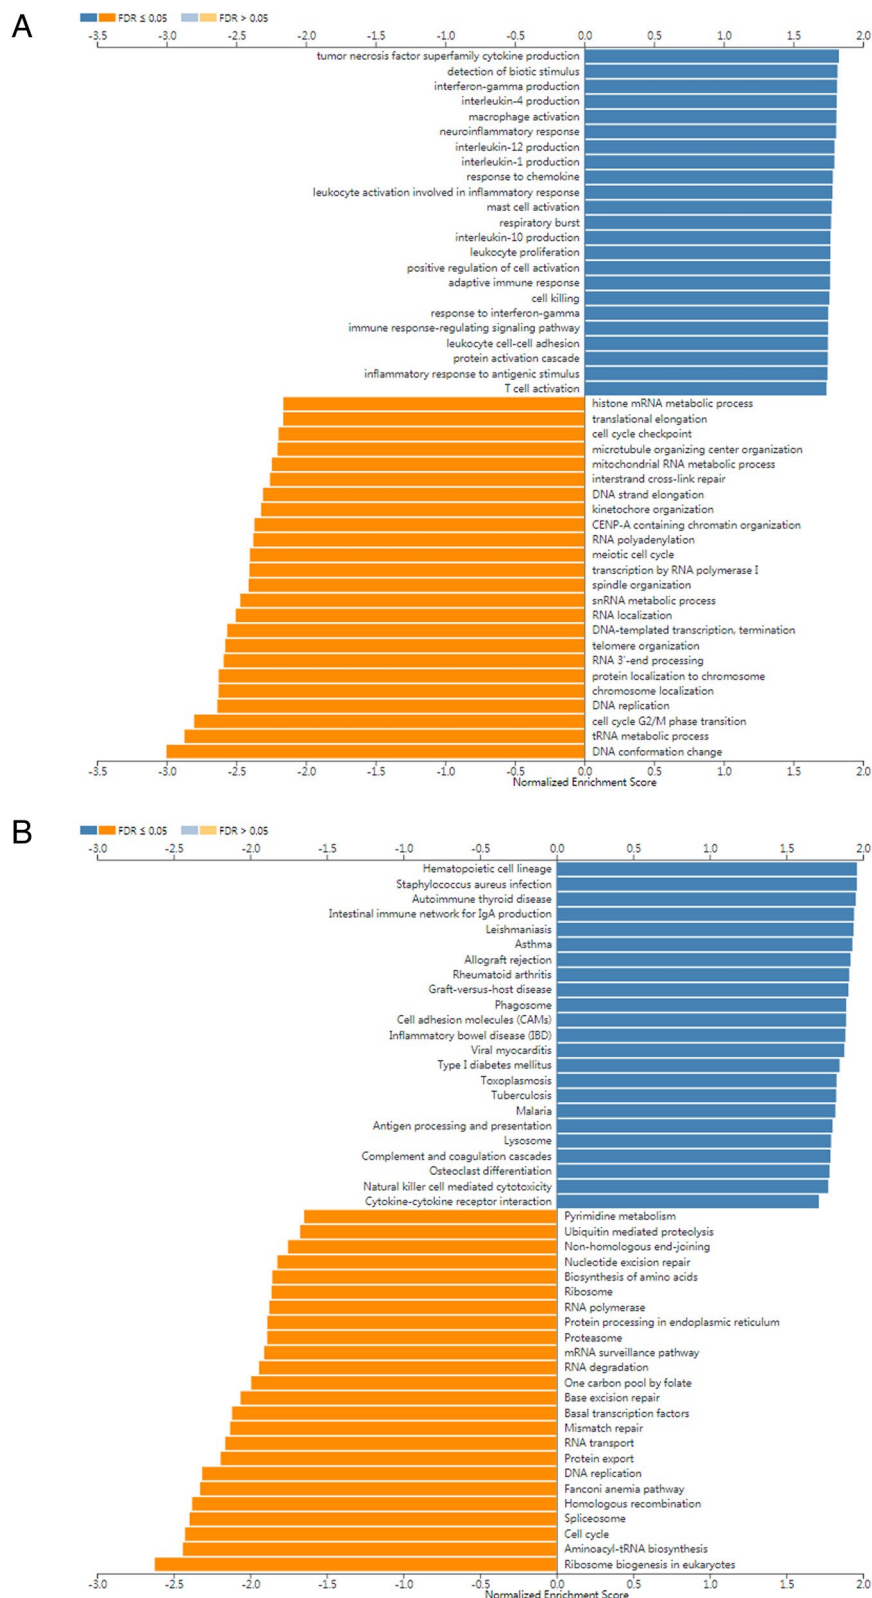 A
FDR ≤ 0.05 FDR > 0.05
-3.5 -3.0 -2.5 -2.0 -1.5 -1.0 -0.5 0.0 0.5 1.0 1.5 2.0
tumor necrosis factor superfamily cytokine production
detection of biotic stimulus
interferon-gamma production
interleukin-4 production
macrophage activation
neuroinflammatory response
interleukin-12 production
interleukin-1 production
response to chemokine
leukocyte activation involved in inflammatory response
mast cell activation
respiratory burst
interleukin-10 production
leukocyte proliferation
positive regulation of cell activation
adaptive immune response
cell killing
response to interferon-gamma
immune response-regulating signaling pathway
leukocyte cell-cell adhesion
protein activation cascade
inflammatory response to antigenic stimulus
T cell activation
histone mRNA metabolic process
translational elongation
cell cycle checkpoint
microtubule organizing center organization
mitochondrial RNA metabolic process
interstrand cross-link repair
DNA strand elongation
kinetochore organization
CENP-A containing chromatin organization
RNA polyadenylation
meiotic cell cycle
transcription by RNA polymerase I
spindle organization
snRNA metabolic process
RNA localization
DNA-templated transcription, termination
telomere organization
RNA 3'-end processing
protein localization to chromosome
chromosome localization
DNA replication
cell cycle G2/M phase transition
tRNA metabolic process
DNA conformation change
-3.5 -3.0 -2.5 -2.0 -1.5 -1.0 -0.5 0.0 0.5 1.0 1.5 2.0
Normalized Enrichment Score
B
FDR ≤ 0.05 FDR > 0.05
-3.0 -2.5 -2.0 -1.5 -1.0 -0.5 0.0 0.5 1.0 1.5 2.0
Hematopoietic cell lineage
Staphylococcus aureus infection
Autoimmune thyroid disease
Intestinal immune network for IgA production
Leishmaniasis
Asthma
Allograft rejection
Rheumatoid arthritis
Graft-versus-host disease
Phagosome
Cell adhesion molecules (CAMs)
Inflammatory bowel disease (IBD)
Viral myocarditis
Type I diabetes mellitus
Toxoplasmosis
Tuberculosis
Malaria
Antigen processing and presentation
Lysosome
Complement and coagulation cascades
Osteoclast differentiation
Natural killer cell mediated cytotoxicity
Cytokine-cytokine receptor interaction
Pyrimidine metabolism
Ubiquitin mediated proteolysis
Non-homologous end-joining
Nucleotide excision repair
Biosynthesis of amino acids
Ribosome
RNA polymerase
Protein processing in endoplasmic reticulum
Proteasome
mRNA surveillance pathway
RNA degradation
One carbon pool by folate
Base excision repair
Basal transcription factors
Mismatch repair
RNA transport
Protein export
DNA replication
Fanconi anemia pathway
Homologous recombination
Spliceosome
Cell cycle
Aminoacyl-tRNA biosynthesis
Ribosome biogenesis in eukaryotes
-3.0 -2.5 -2.0 -1.5 -1.0 -0.5 0.0 0.5 1.0 1.5 2.0
Normalized Enrichment Score